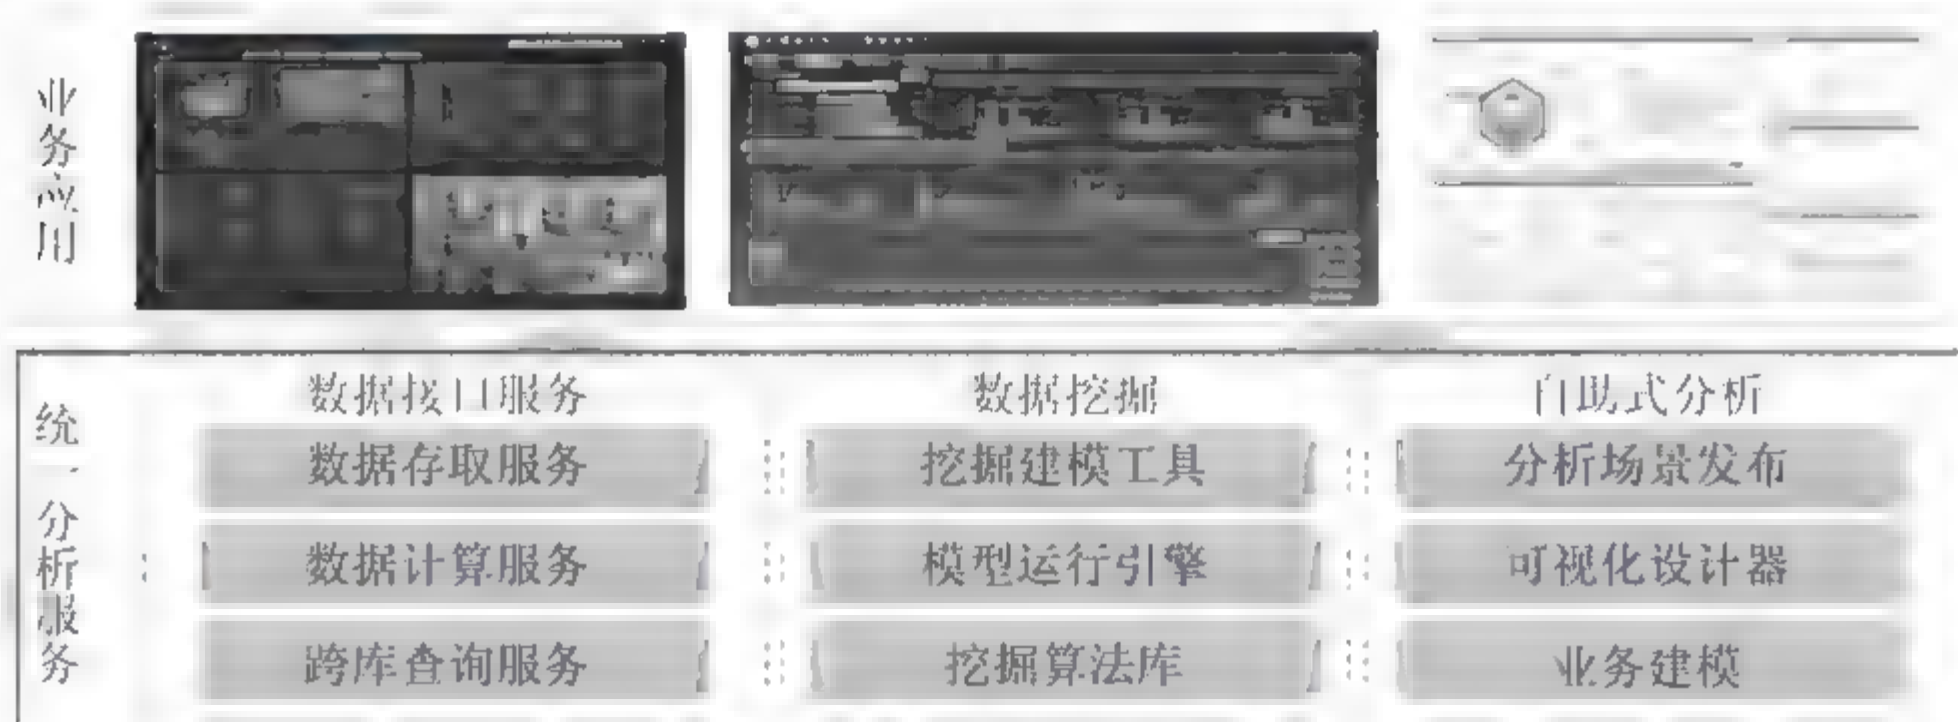 业务应用
数据接口服务 数据挖掘 自助式分析
统一分析服务
数据存取服务 挖掘建模工具 分析场景发布
数据计算服务 模型运行引擎 可视化设计器
跨库查询服务 挖掘算法库 业务建模